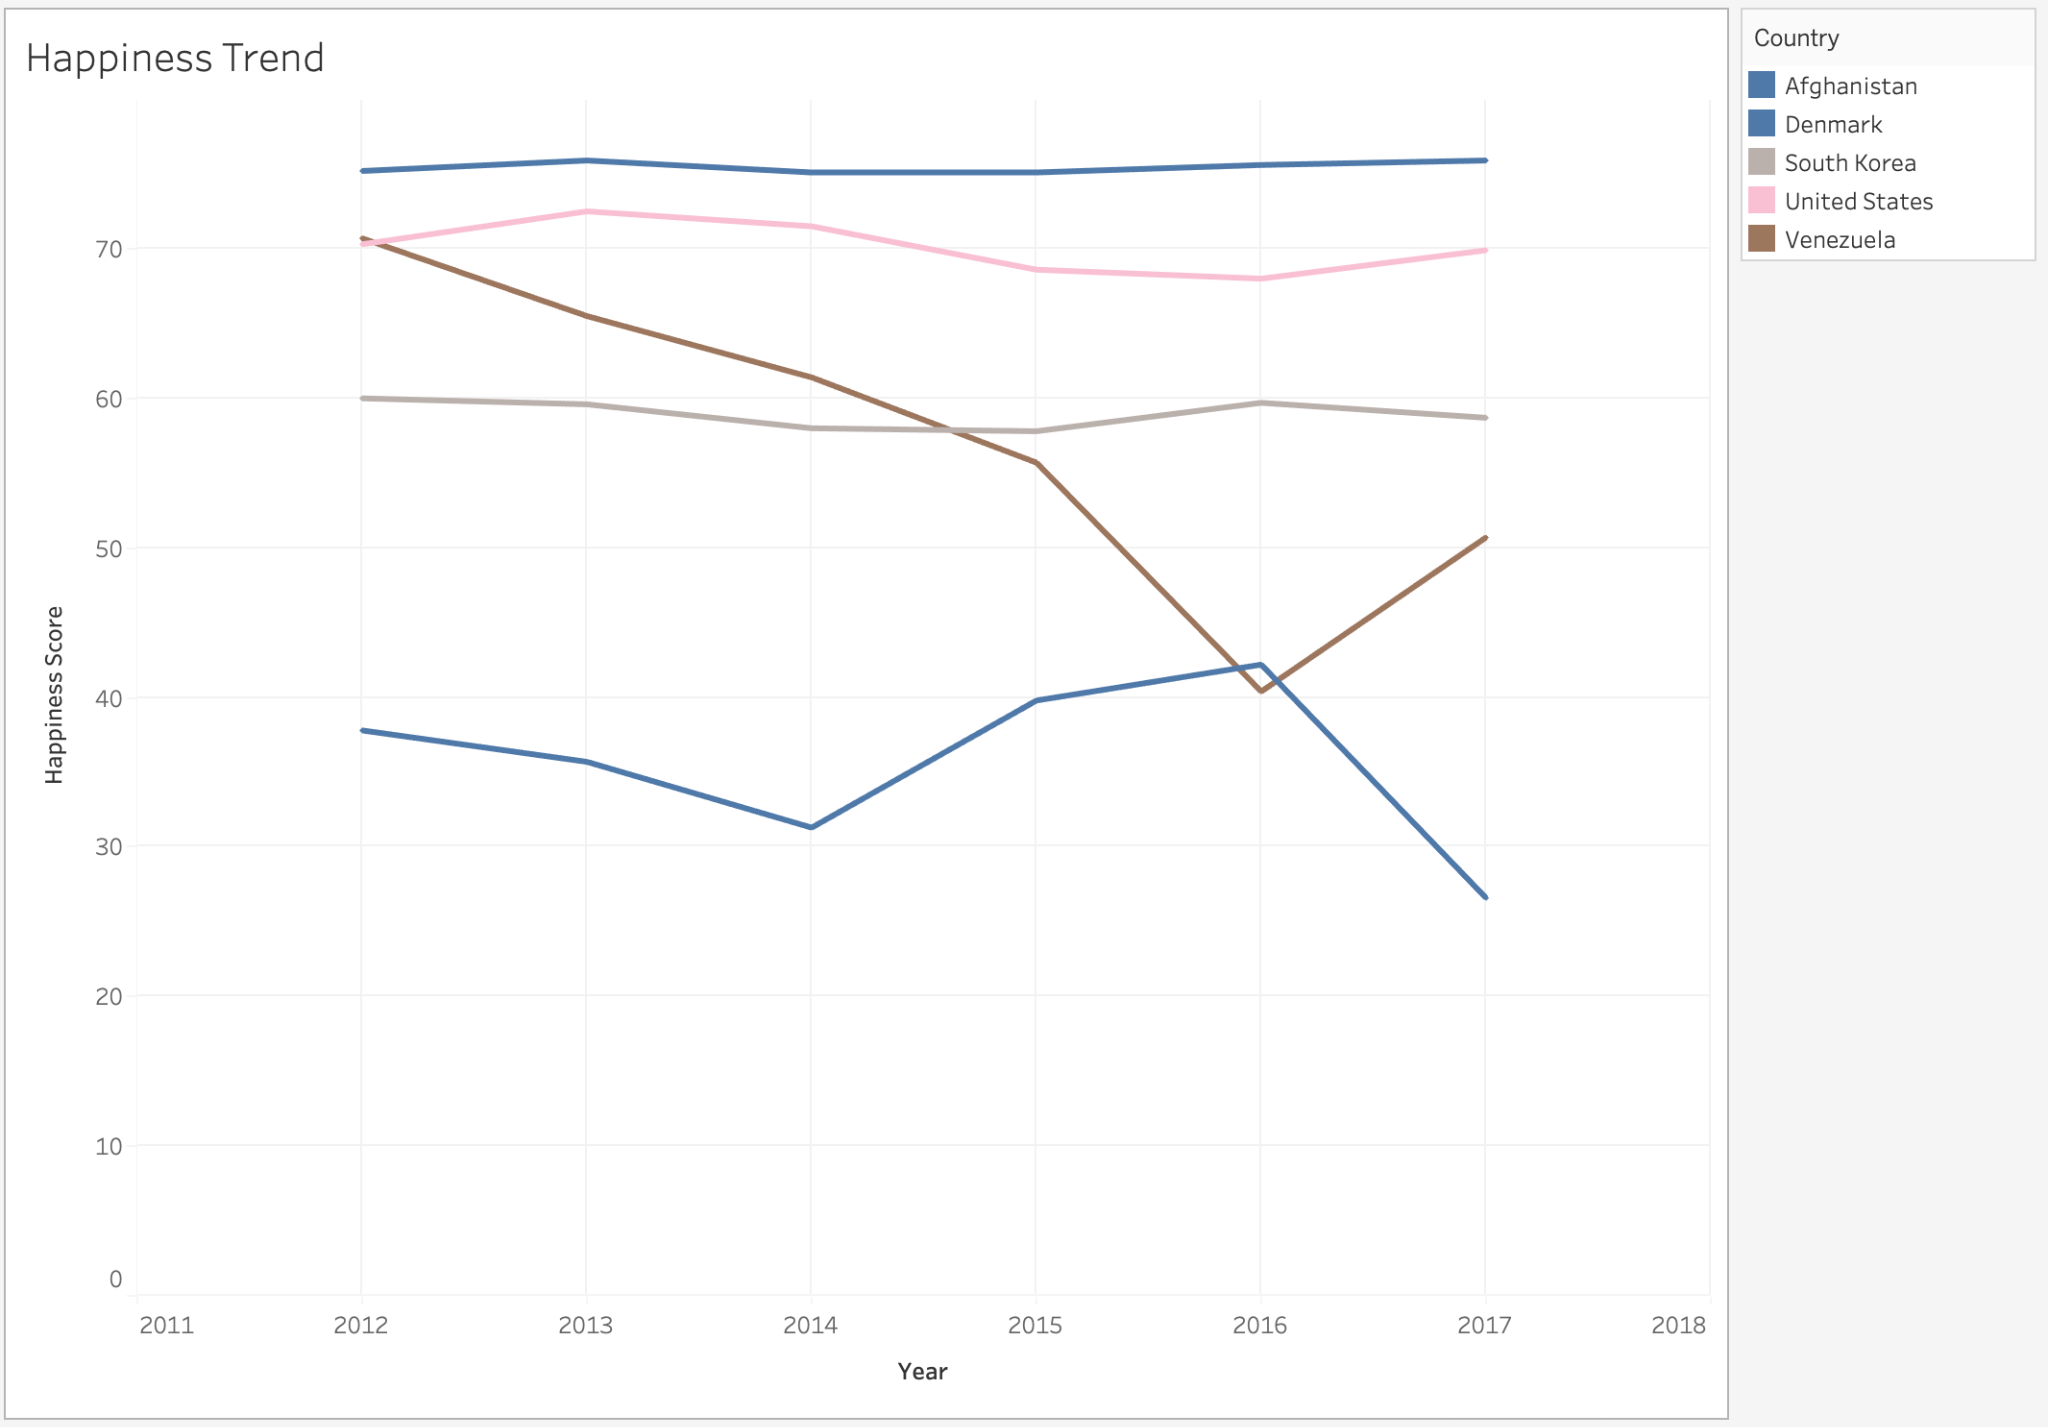 Happiness Trend
Country
Afghanistan
Denmark
South Korea
United States
Venezuela
70
60
50
40
30
20
10
0
Happiness Score
2011 2012 2013 2014 2015 2016 2017 2018
Year